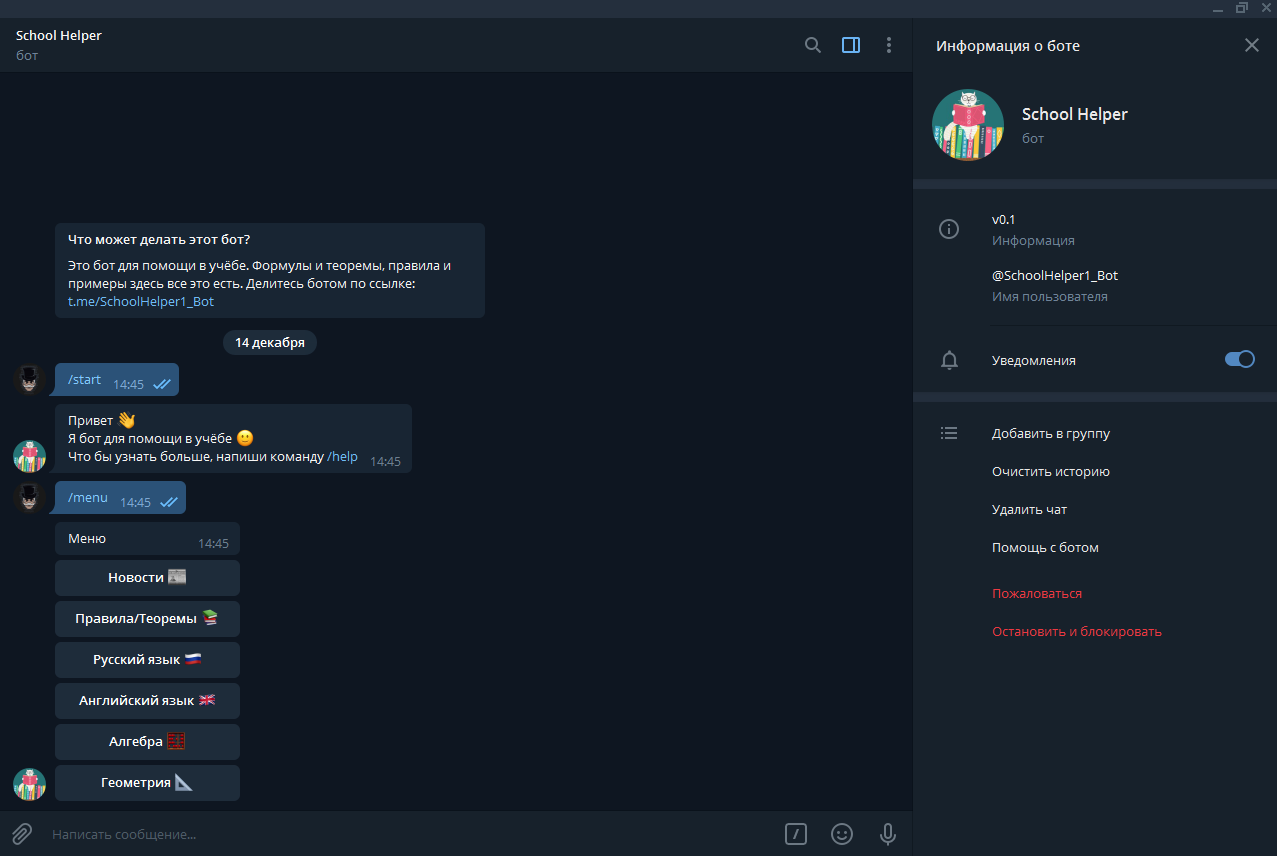 School Helper
бот
Что может делать этот бот?
Это бот для помощи в учёбе. Формулы и теоремы, правила и
примеры здесь все это есть. Делитесь ботом по ссылке:
t.me/SchoolHelper1_Bot
14 декабря
/start 14:45
Привет 👋
Я бот для помощи в учёбе 🙂
Что бы узнать больше, напиши команду /help 14:45
/menu 14:45
Меню 14:45
Новости 📰
Правила/Теоремы 📚
Русский язык 🇷🇺
Английский язык 🇬🇧
Алгебра 🧮
Геометрия 📐
Написать сообщение...
Информация о боте
School Helper
бот
v0.1
Информация
@SchoolHelper1_Bot
Имя пользователя
Уведомления
Добавить в группу
Очистить историю
Удалить чат
Помощь с ботом
Пожаловаться
Остановить и блокировать